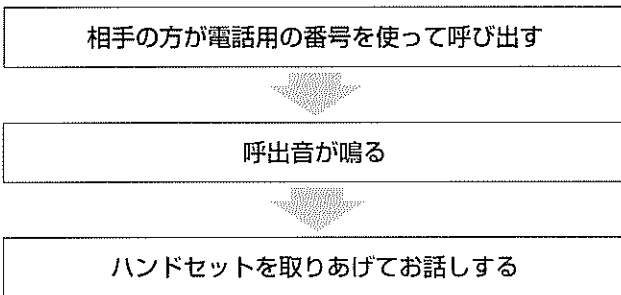 相手の方が電話用の番号を使って呼び出す
呼出音が鳴る
ハンドセットを取りあげてお話しする